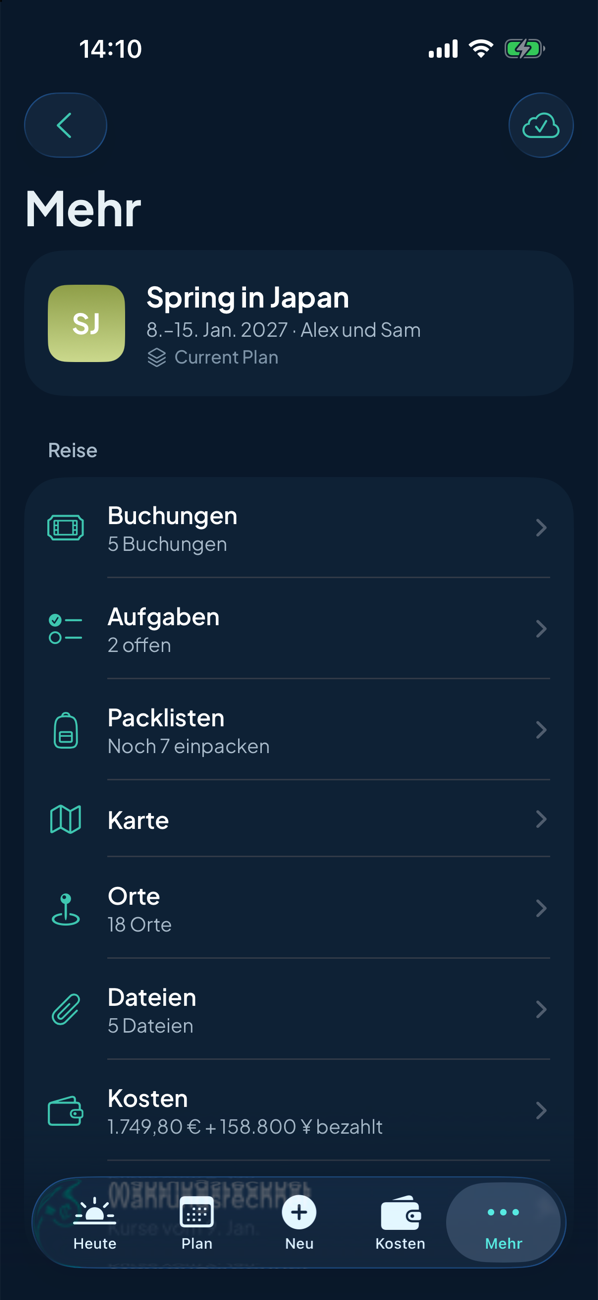 14:10
Mehr
SJ
Spring in Japan
8.–15. Jan. 2027 · Alex und Sam
Current Plan
Reise
Buchungen
5 Buchungen
Aufgaben
2 offen
Packlisten
Noch 7 einpacken
Karte
Orte
18 Orte
Dateien
5 Dateien
Kosten
1.749,80 € + 158.800 ¥ bezahlt
Währungsrechner
Heute
Plan
Neu
Kosten
Mehr